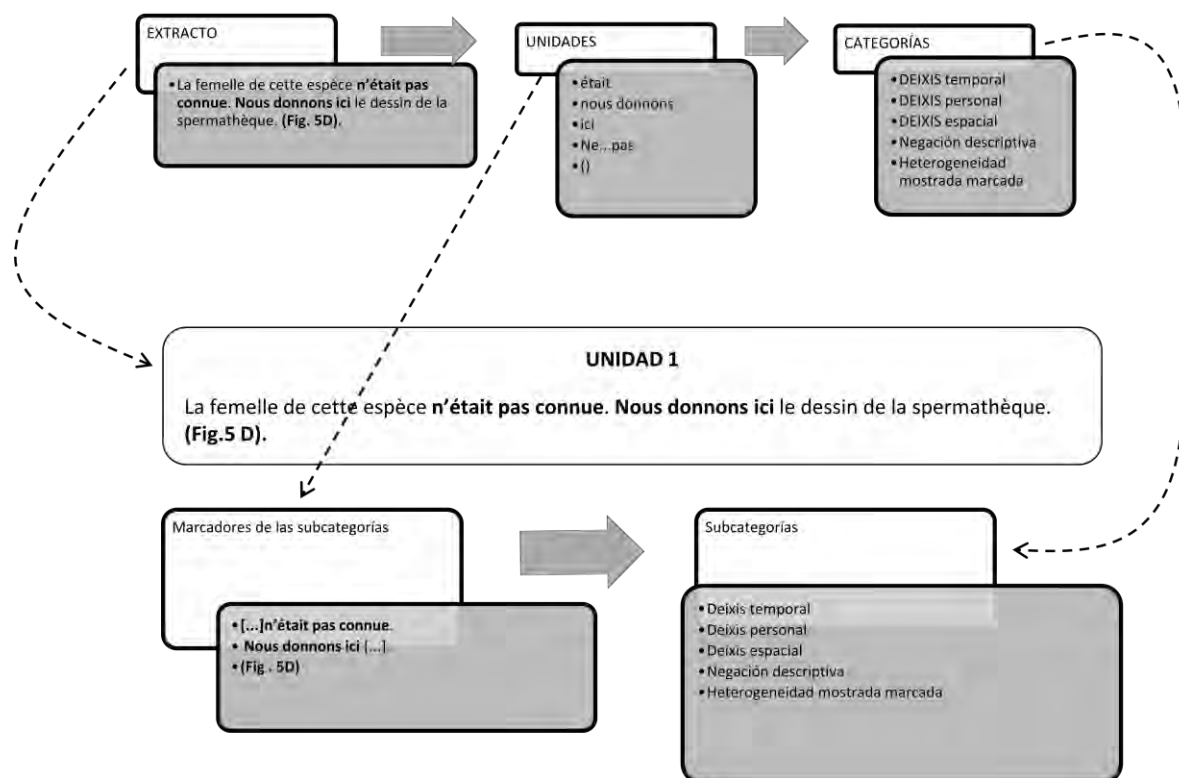 EXTRACTO
• La femelle de cette espèce n'était pas
connue. Nous donnons ici le dessin de la
spermathèque. (Fig. 5D).
UNIDADES
• était
• nous donnons
• ici
• Ne...pas
• ()
CATEGORÍAS
• DEIXIS temporal
• DEIXIS personal
• DEIXIS espacial
• Negación descriptiva
• Heterogeneidad
mostrada marcada
UNIDAD 1
La femelle de cette espèce n'était pas connue. Nous donnons ici le dessin de la spermathèque.
(Fig.5 D).
Marcadores de las subcategorías
• [...]n'était pas connue.
• Nous donnons ici [...]
• (Fig . 5D)
Subcategorías
• Deixis temporal
• Deixis personal
• Deixis espacial
• Negación descriptiva
• Heterogeneidad mostrada marcada